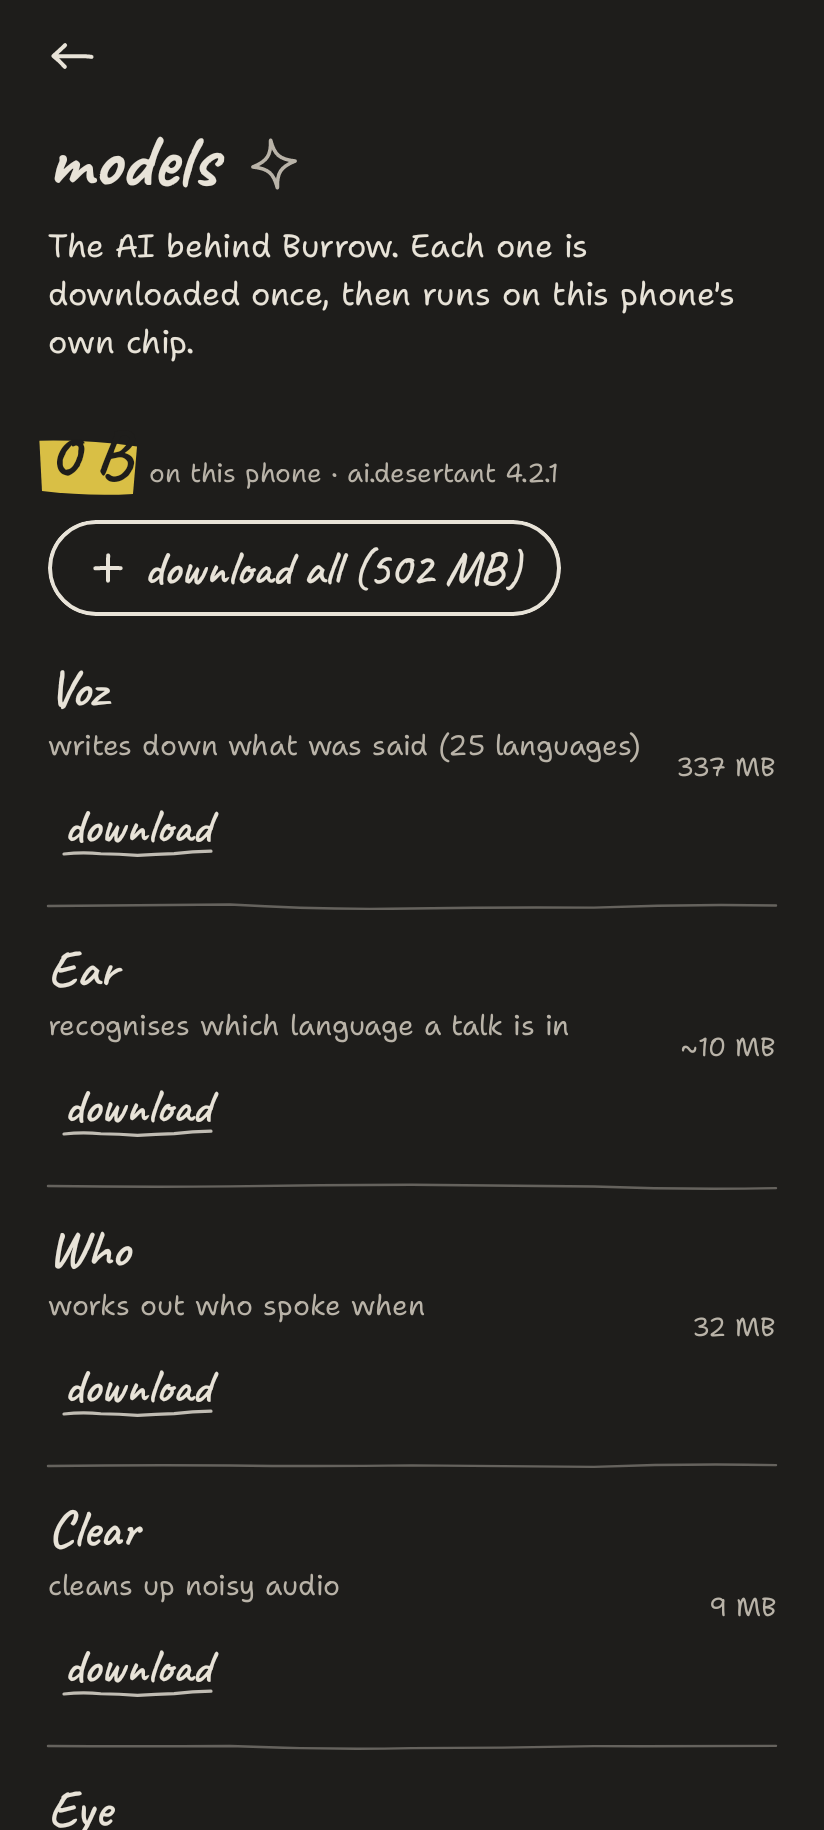 models
The AI behind Burrow. Each one is
downloaded once, then runs on this phone's
own chip.
0 B on this phone · ai.desertant 4.2.1
+ download all (502 MB)
Voz
writes down what was said (25 languages)
337 MB
download
Ear
recognises which language a talk is in
~10 MB
download
Who
works out who spoke when
32 MB
download
Clear
cleans up noisy audio
9 MB
download
Eye